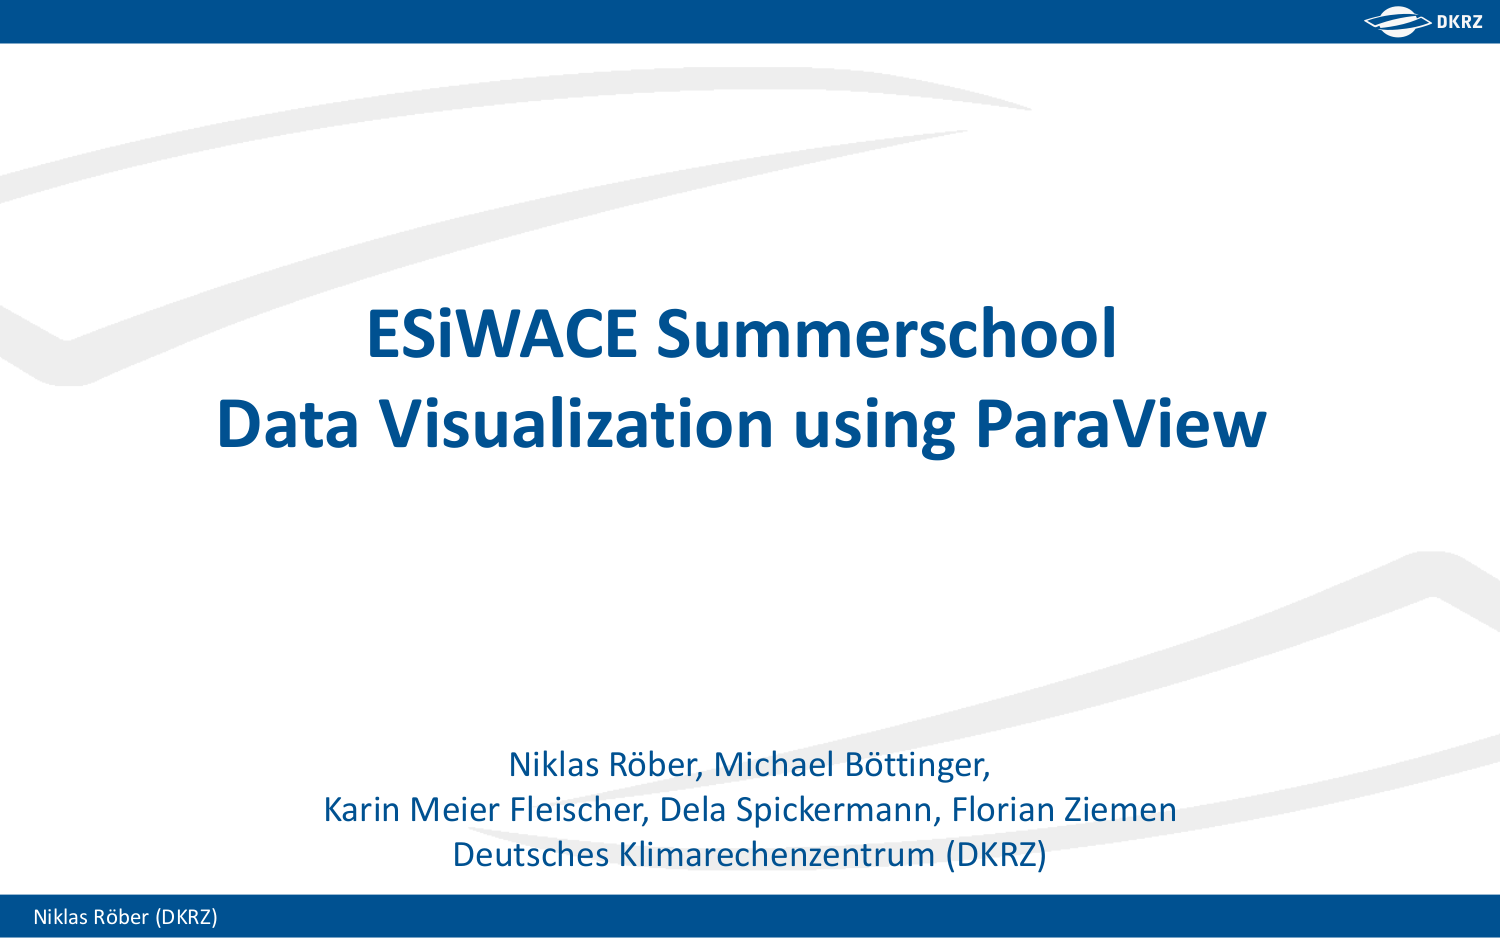 DKRZ
ESiWACE Summerschool
Data Visualization using ParaView
Niklas Röber, Michael Böttinger,
Karin Meier Fleischer, Dela Spickermann, Florian Ziemen
Deutsches Klimarechenzentrum (DKRZ)
Niklas Röber (DKRZ)